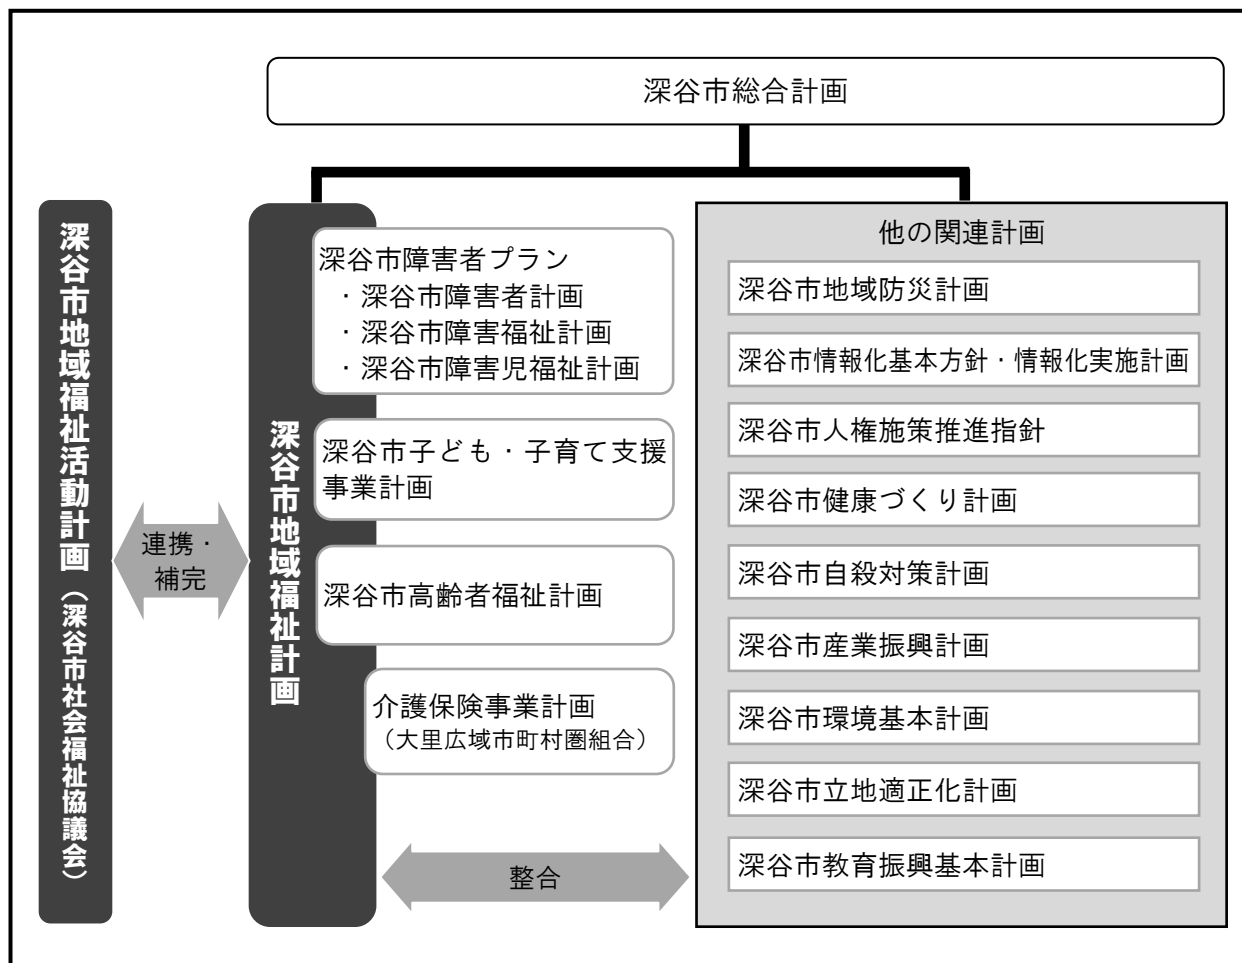 深谷市総合計画
深谷市地域福祉活動計画（深谷市社会福祉協議会）
連携・
補完
深谷市地域福祉計画
深谷市障害者プラン
・深谷市障害者計画
・深谷市障害福祉計画
・深谷市障害児福祉計画
深谷市子ども・子育て支援
事業計画
深谷市高齢者福祉計画
介護保険事業計画
（大里広域市町村圏組合）
整合
他の関連計画
深谷市地域防災計画
深谷市情報化基本方針・情報化実施計画
深谷市人権施策推進指針
深谷市健康づくり計画
深谷市自殺対策計画
深谷市産業振興計画
深谷市環境基本計画
深谷市立地適正化計画
深谷市教育振興基本計画